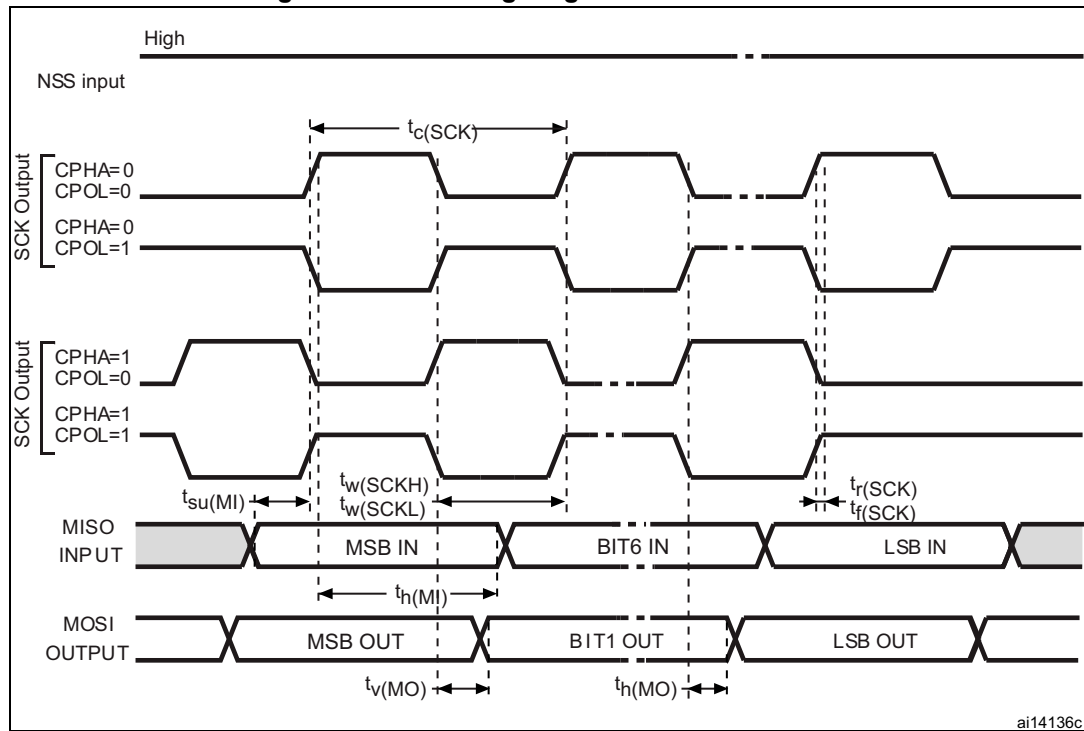 High
NSS input
tc(SCK)
SCK Output
CPHA=0
CPOL=0
CPHA=0
CPOL=1
SCK Output
CPHA=1
CPOL=0
CPHA=1
CPOL=1
tsu(MI)
tw(SCKH)
tw(SCKL)
tr(SCK)
tf(SCK)
MISO
INPUT
MSB IN
BIT6 IN
LSB IN
th(MI)
MOSI
OUTPUT
MSB OUT
BIT1 OUT
LSB OUT
tv(MO)
th(MO)
ai14136c